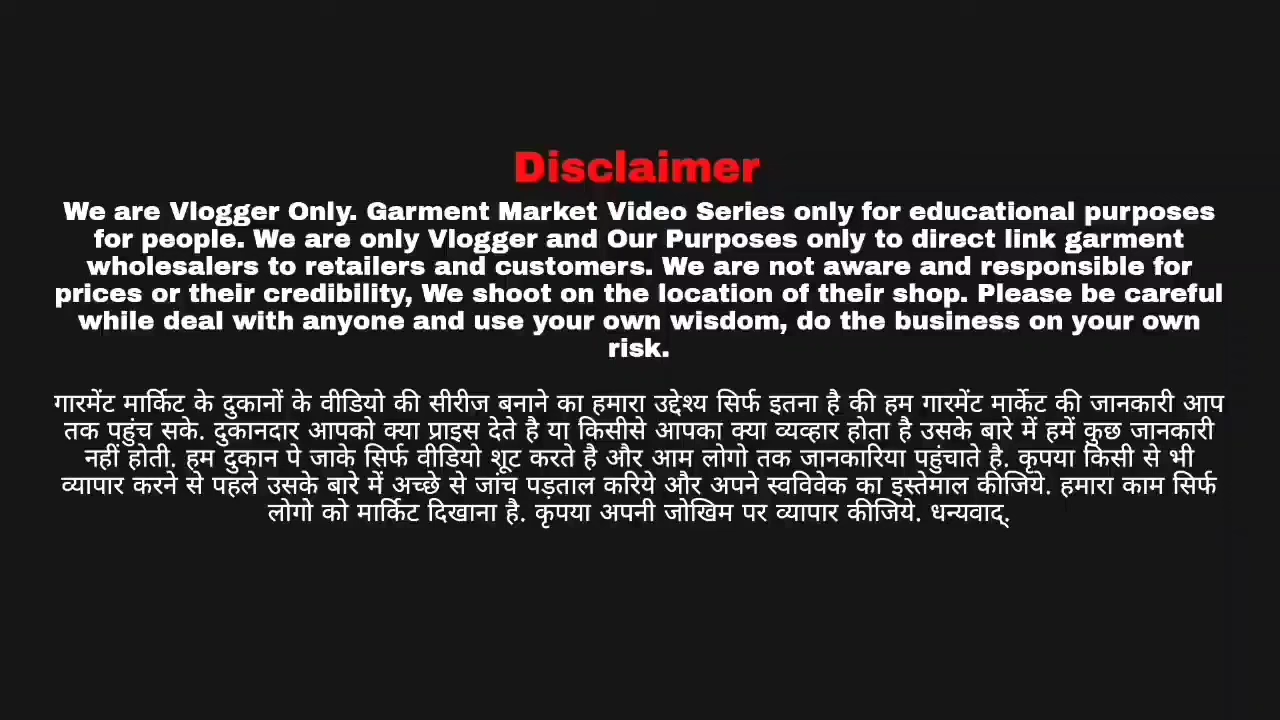 Disclaimer
We are Vlogger Only. Garment Market Video Series only for educational purposes
for people. We are only Vlogger and Our Purposes only to direct link garment
wholesalers to retailers and customers. We are not aware and responsible for
prices or their credibility, We shoot on the location of their shop. Please be careful
while deal with anyone and use your own wisdom, do the business on your own
risk.
गारमेंट मार्किट के दुकानों के वीडियो की सीरीज बनाने का हमारा उद्देश्य सिर्फ इतना है की हम गारमेंट मार्केट की जानकारी आप
तक पहुंच सके. दुकानदार आपको क्या प्राइस देते है या किसीसे आपका क्या व्यव्हार होता है उसके बारे में हमें कुछ जानकारी
नहीं होती. हम दुकान पे जाके सिर्फ वीडियो शूट करते है और आम लोगो तक जानकारिया पहुंचाते है. कृपया किसी से भी
व्यापार करने से पहले उसके बारे में अच्छे से जांच पड़ताल करिये और अपने स्वविवेक का इस्तेमाल कीजिये. हमारा काम सिर्फ
लोगो को मार्किट दिखाना है. कृपया अपनी जोखिम पर व्यापार कीजिये. धन्यवाद्.